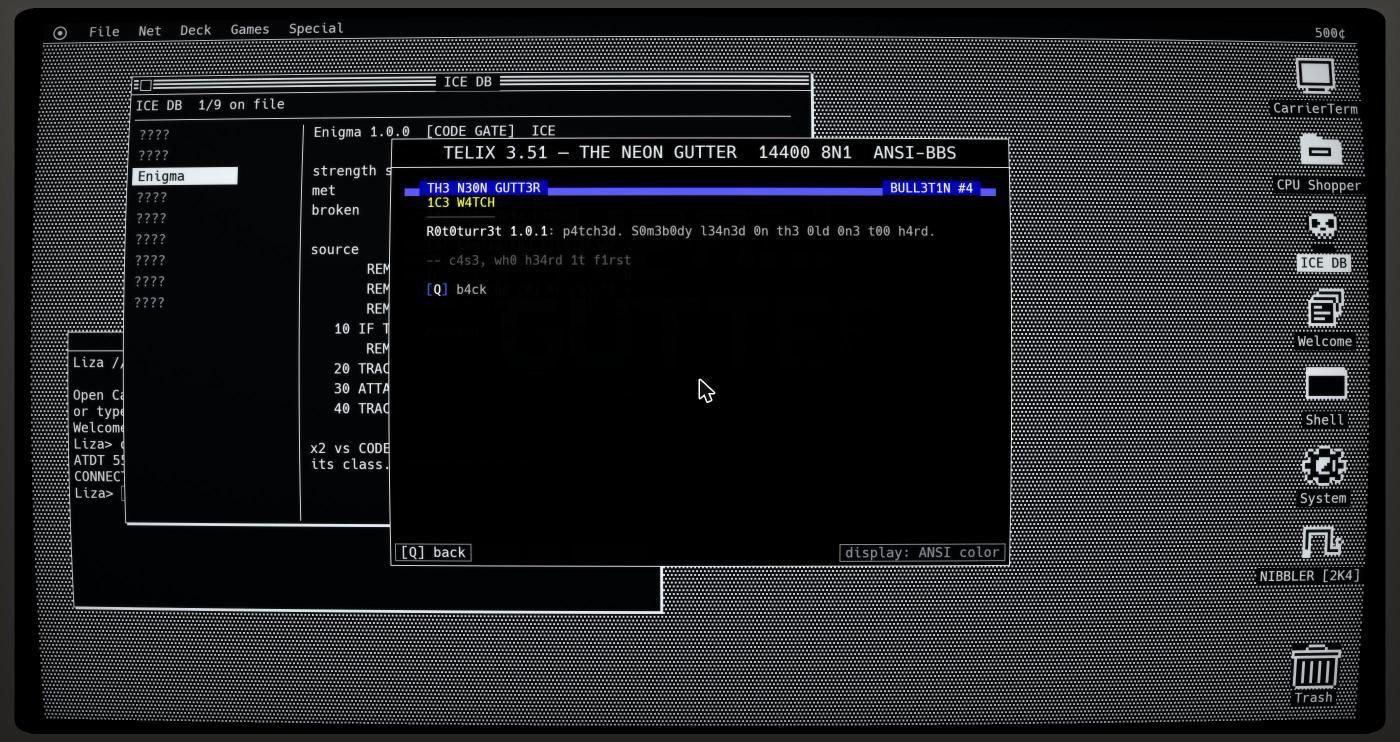 File Net Deck Games Special 500¢
ICE DB
ICE DB 1/9 on file
????
????
Enigma
????
????
????
????
????
????
Enigma 1.0.0 [CODE GATE] ICE
strength s
met
broken
source
REM
REM
REM
10 IF T
REM
20 TRAC
30 ATTA
40 TRAC
x2 vs CODE
its class.
Liza //
Open Ca
or type
Welcome
Liza> c
ATDT 55
CONNECT
Liza>
TELIX 3.51 — THE NEON GUTTER 14400 8N1 ANSI-BBS
TH3 N30N GUTT3R BULL3T1N #4
1C3 W4TCH
R0t0turr3t 1.0.1: p4tch3d. S0m3b0dy l34n3d 0n th3 0ld 0n3 t00 h4rd.
-- c4s3, wh0 h34rd 1t f1rst
[Q] b4ck
[Q] back
display: ANSI color
CarrierTerm
CPU Shopper
ICE DB
Welcome
Shell
System
NIBBLER [2K4]
Trash